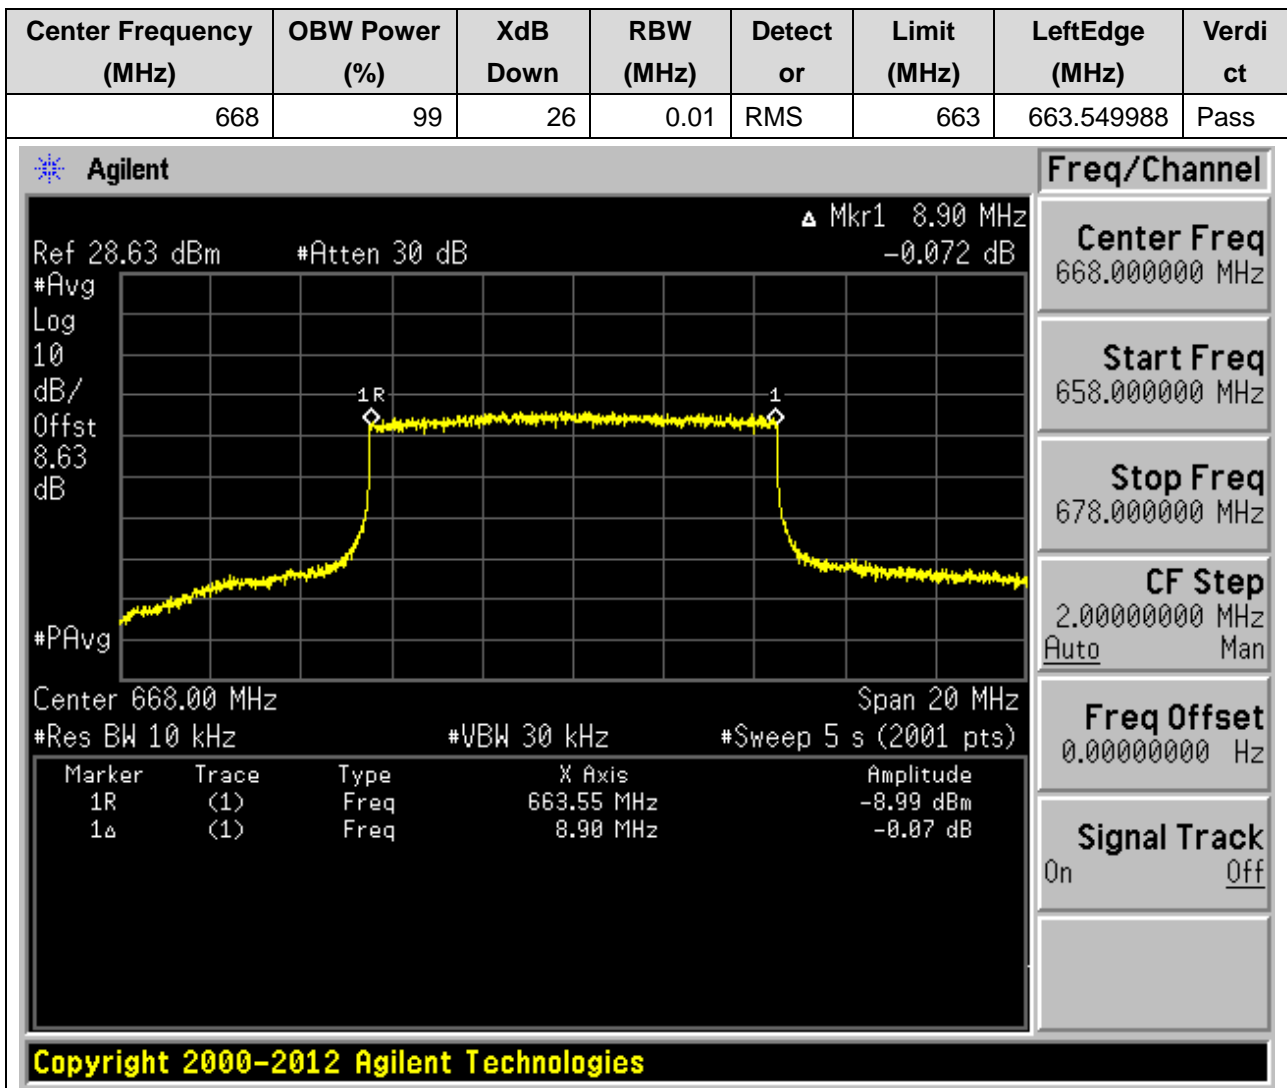 Center Frequency (MHz) OBW Power (%) XdB Down RBW (MHz) Detect or Limit (MHz) LeftEdge (MHz) Verdi ct
668 99 26 0.01 RMS 663 663.549988 Pass
Agilent
Freq/Channel
Δ Mkr1 8.90 MHz
Ref 28.63 dBm #Atten 30 dB -0.072 dB
#Avg
Log
10
dB/
Offst
8.63
dB
1R
1
#PAvg
Center 668.00 MHz Span 20 MHz
#Res BW 10 kHz #VBW 30 kHz #Sweep 5 s (2001 pts)
Marker Trace Type X Axis Amplitude
1R (1) Freq 663.55 MHz -8.99 dBm
1Δ (1) Freq 8.90 MHz -0.07 dB
Center Freq
668.000000 MHz
Start Freq
658.000000 MHz
Stop Freq
678.000000 MHz
CF Step
2.00000000 MHz
Auto Man
Freq Offset
0.00000000 Hz
Signal Track
On Off
Copyright 2000-2012 Agilent Technologies